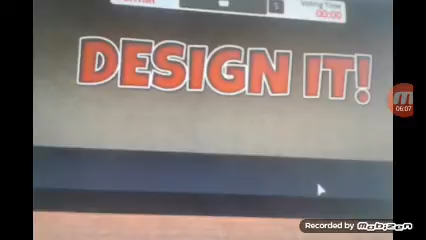 Voting Time
00:00
S
DESIGN IT!
06:07
Recorded by Mobizen